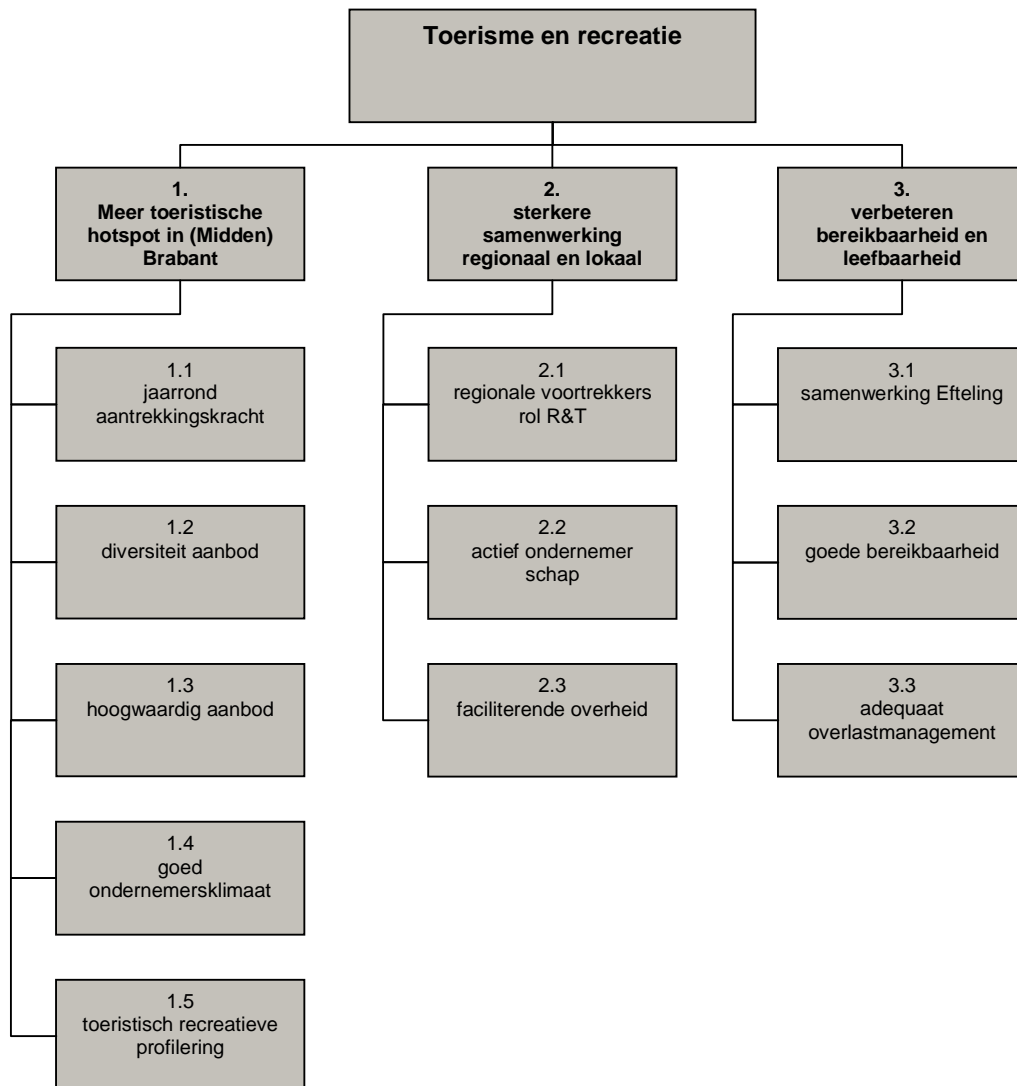 Toerisme en recreatie
1.
Meer toeristische
hotspot in (Midden)
Brabant
2.
sterkere
samenwerking
regionaal en lokaal
3.
verbeteren
bereikbaarheid en
leefbaarheid
1.1
jaarrond
aantrekkingskracht
2.1
regionale voortrekkers
rol R&T
3.1
samenwerking Efteling
1.2
diversiteit aanbod
2.2
actief ondernemer
schap
3.2
goede bereikbaarheid
1.3
hoogwaardig aanbod
2.3
faciliterende overheid
3.3
adequaat
overlastmanagement
1.4
goed
ondernemersklimaat
1.5
toeristisch recreatieve
profilering